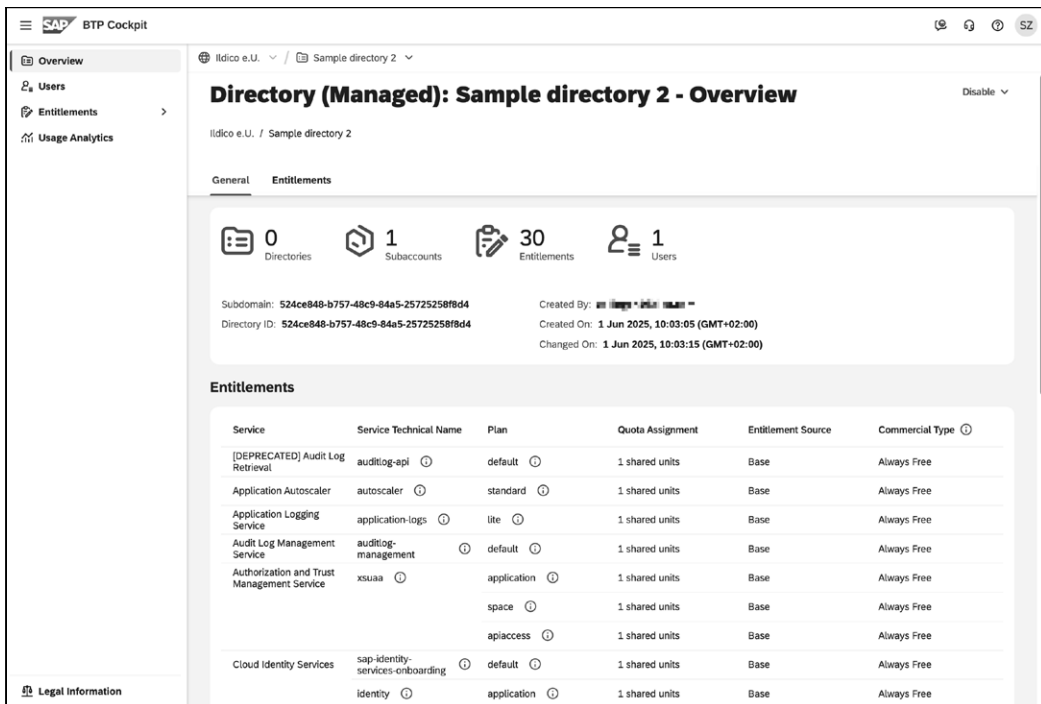 SAP BTP Cockpit
SZ
Overview
Users
Entitlements
Usage Analytics
Legal Information
Ildico e.U. / Sample directory 2
Directory (Managed): Sample directory 2 - Overview
Disable
Ildico e.U. / Sample directory 2
General Entitlements
0 Directories
1 Subaccounts
30 Entitlements
1 Users
Subdomain: 524ce848-b757-48c9-84a5-25725258f8d4
Directory ID: 524ce848-b757-48c9-84a5-25725258f8d4
Created By:
Created On: 1 Jun 2025, 10:03:05 (GMT+02:00)
Changed On: 1 Jun 2025, 10:03:15 (GMT+02:00)
Entitlements
Service Service Technical Name Plan Quota Assignment Entitlement Source Commercial Type
[DEPRECATED] Audit Log Retrieval auditlog-api default 1 shared units Base Always Free
Application Autoscaler autoscaler standard 1 shared units Base Always Free
Application Logging Service application-logs lite 1 shared units Base Always Free
Audit Log Management Service auditlog-management default 1 shared units Base Always Free
Authorization and Trust Management Service xsuaa application 1 shared units Base Always Free
space 1 shared units Base Always Free
apiaccess 1 shared units Base Always Free
Cloud Identity Services sap-identity-services-onboarding default 1 shared units Base Always Free
identity application 1 shared units Base Always Free